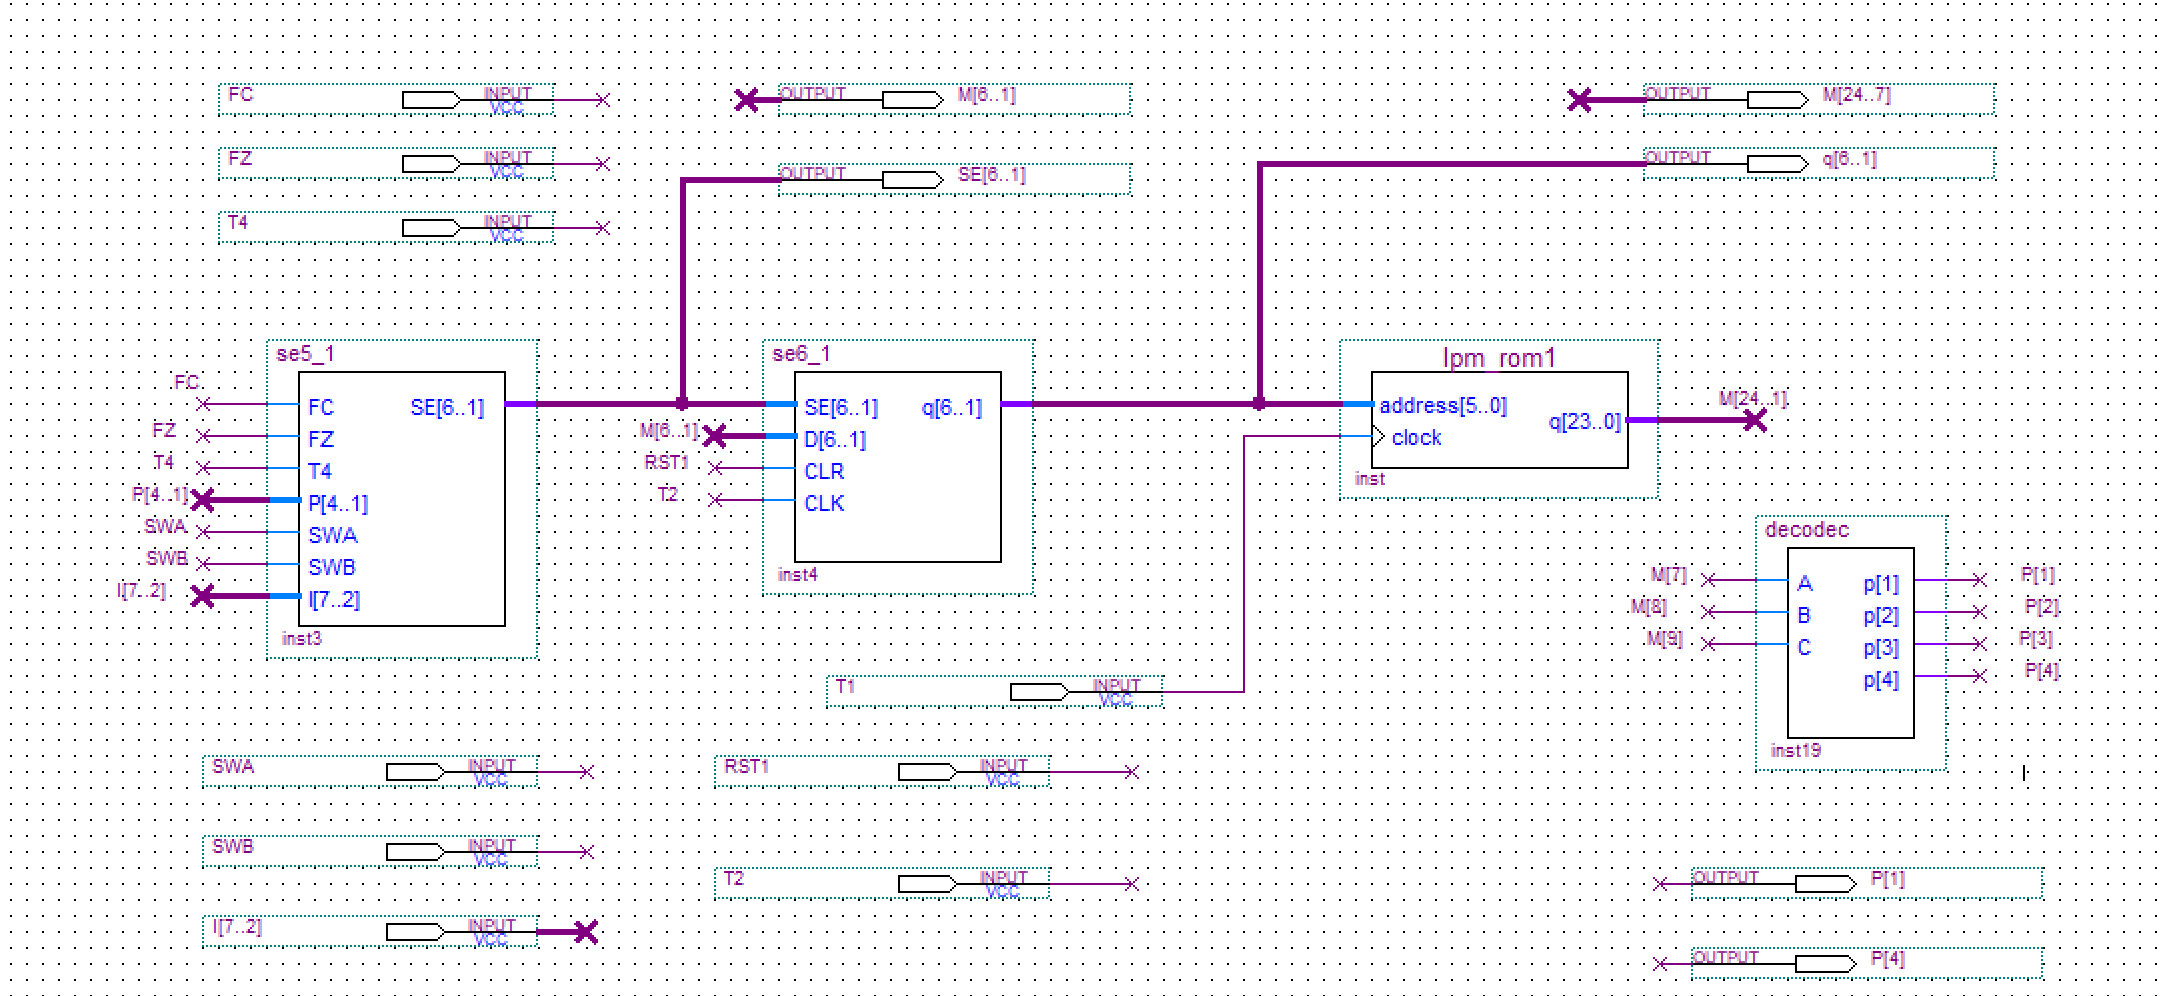 FC INPUT VCC
OUTPUT M[6..1]
OUTPUT M[24..7]
FZ INPUT VCC
OUTPUT SE[6..1]
OUTPUT q[6..1]
T4 INPUT VCC
se5_1
FC
FZ
T4
P[4..1]
SWA
SWB
I[7..2]
FC SE[6..1]
FZ
T4
P[4..1]
SWA
SWB
I[7..2]
inst3
se6_1
M[6..1]
RST1
T2
SE[6..1] q[6..1]
D[6..1]
CLR
CLK
inst4
lpm_rom1
address[5..0]
q[23..0]
clock
inst
M[24..1]
decodec
M[7]
M[8]
M[9]
A p[1]
B p[2]
C p[3]
p[4]
P[1]
P[2]
P[3]
P[4]
inst19
T1 INPUT VCC
SWA INPUT VCC
RST1 INPUT VCC
SWB INPUT VCC
T2 INPUT VCC
I[7..2] INPUT VCC
OUTPUT P[1]
OUTPUT P[4]